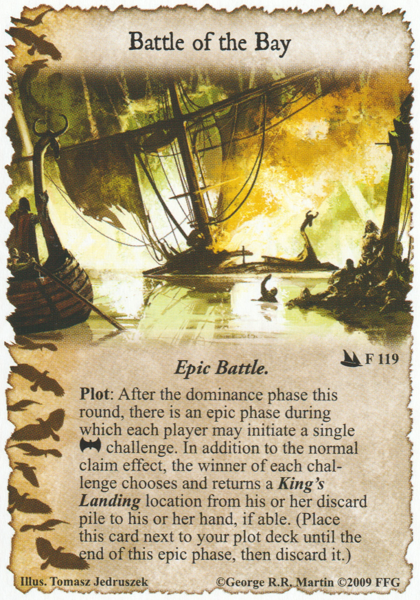 Battle of the Bay
F 119
Epic Battle.
Plot: After the dominance phase this
round, there is an epic phase during
which each player may initiate a single
challenge. In addition to the normal
claim effect, the winner of each chal-
lenge chooses and returns a King's
Landing location from his or her discard
pile to his or her hand, if able. (Place
this card next to your plot deck until the
end of this epic phase, then discard it.)
Illus. Tomasz Jedruszek ©George R.R. Martin ©2009 FFG